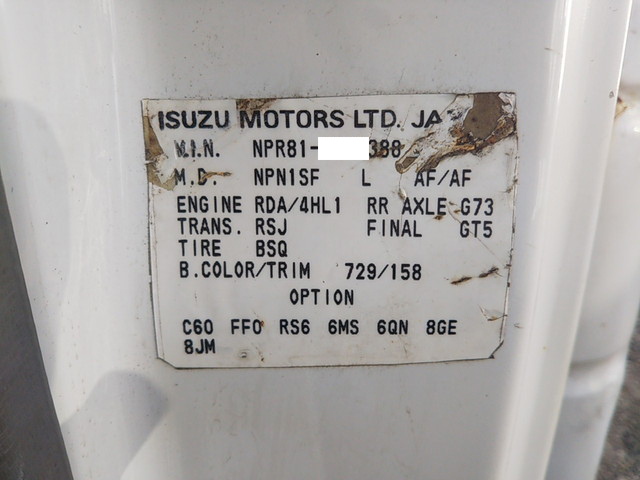 ISUZU MOTORS LTD. JA
V.I.N. NPR81- 388
M.D. NPN1SF L AF/AF
ENGINE RDA/4HL1 RR AXLE G73
TRANS. RSJ FINAL GT5
TIRE BSQ
B.COLOR/TRIM 729/158
OPTION
C60 FF0 RS6 6MS 6QN 8GE
8JM